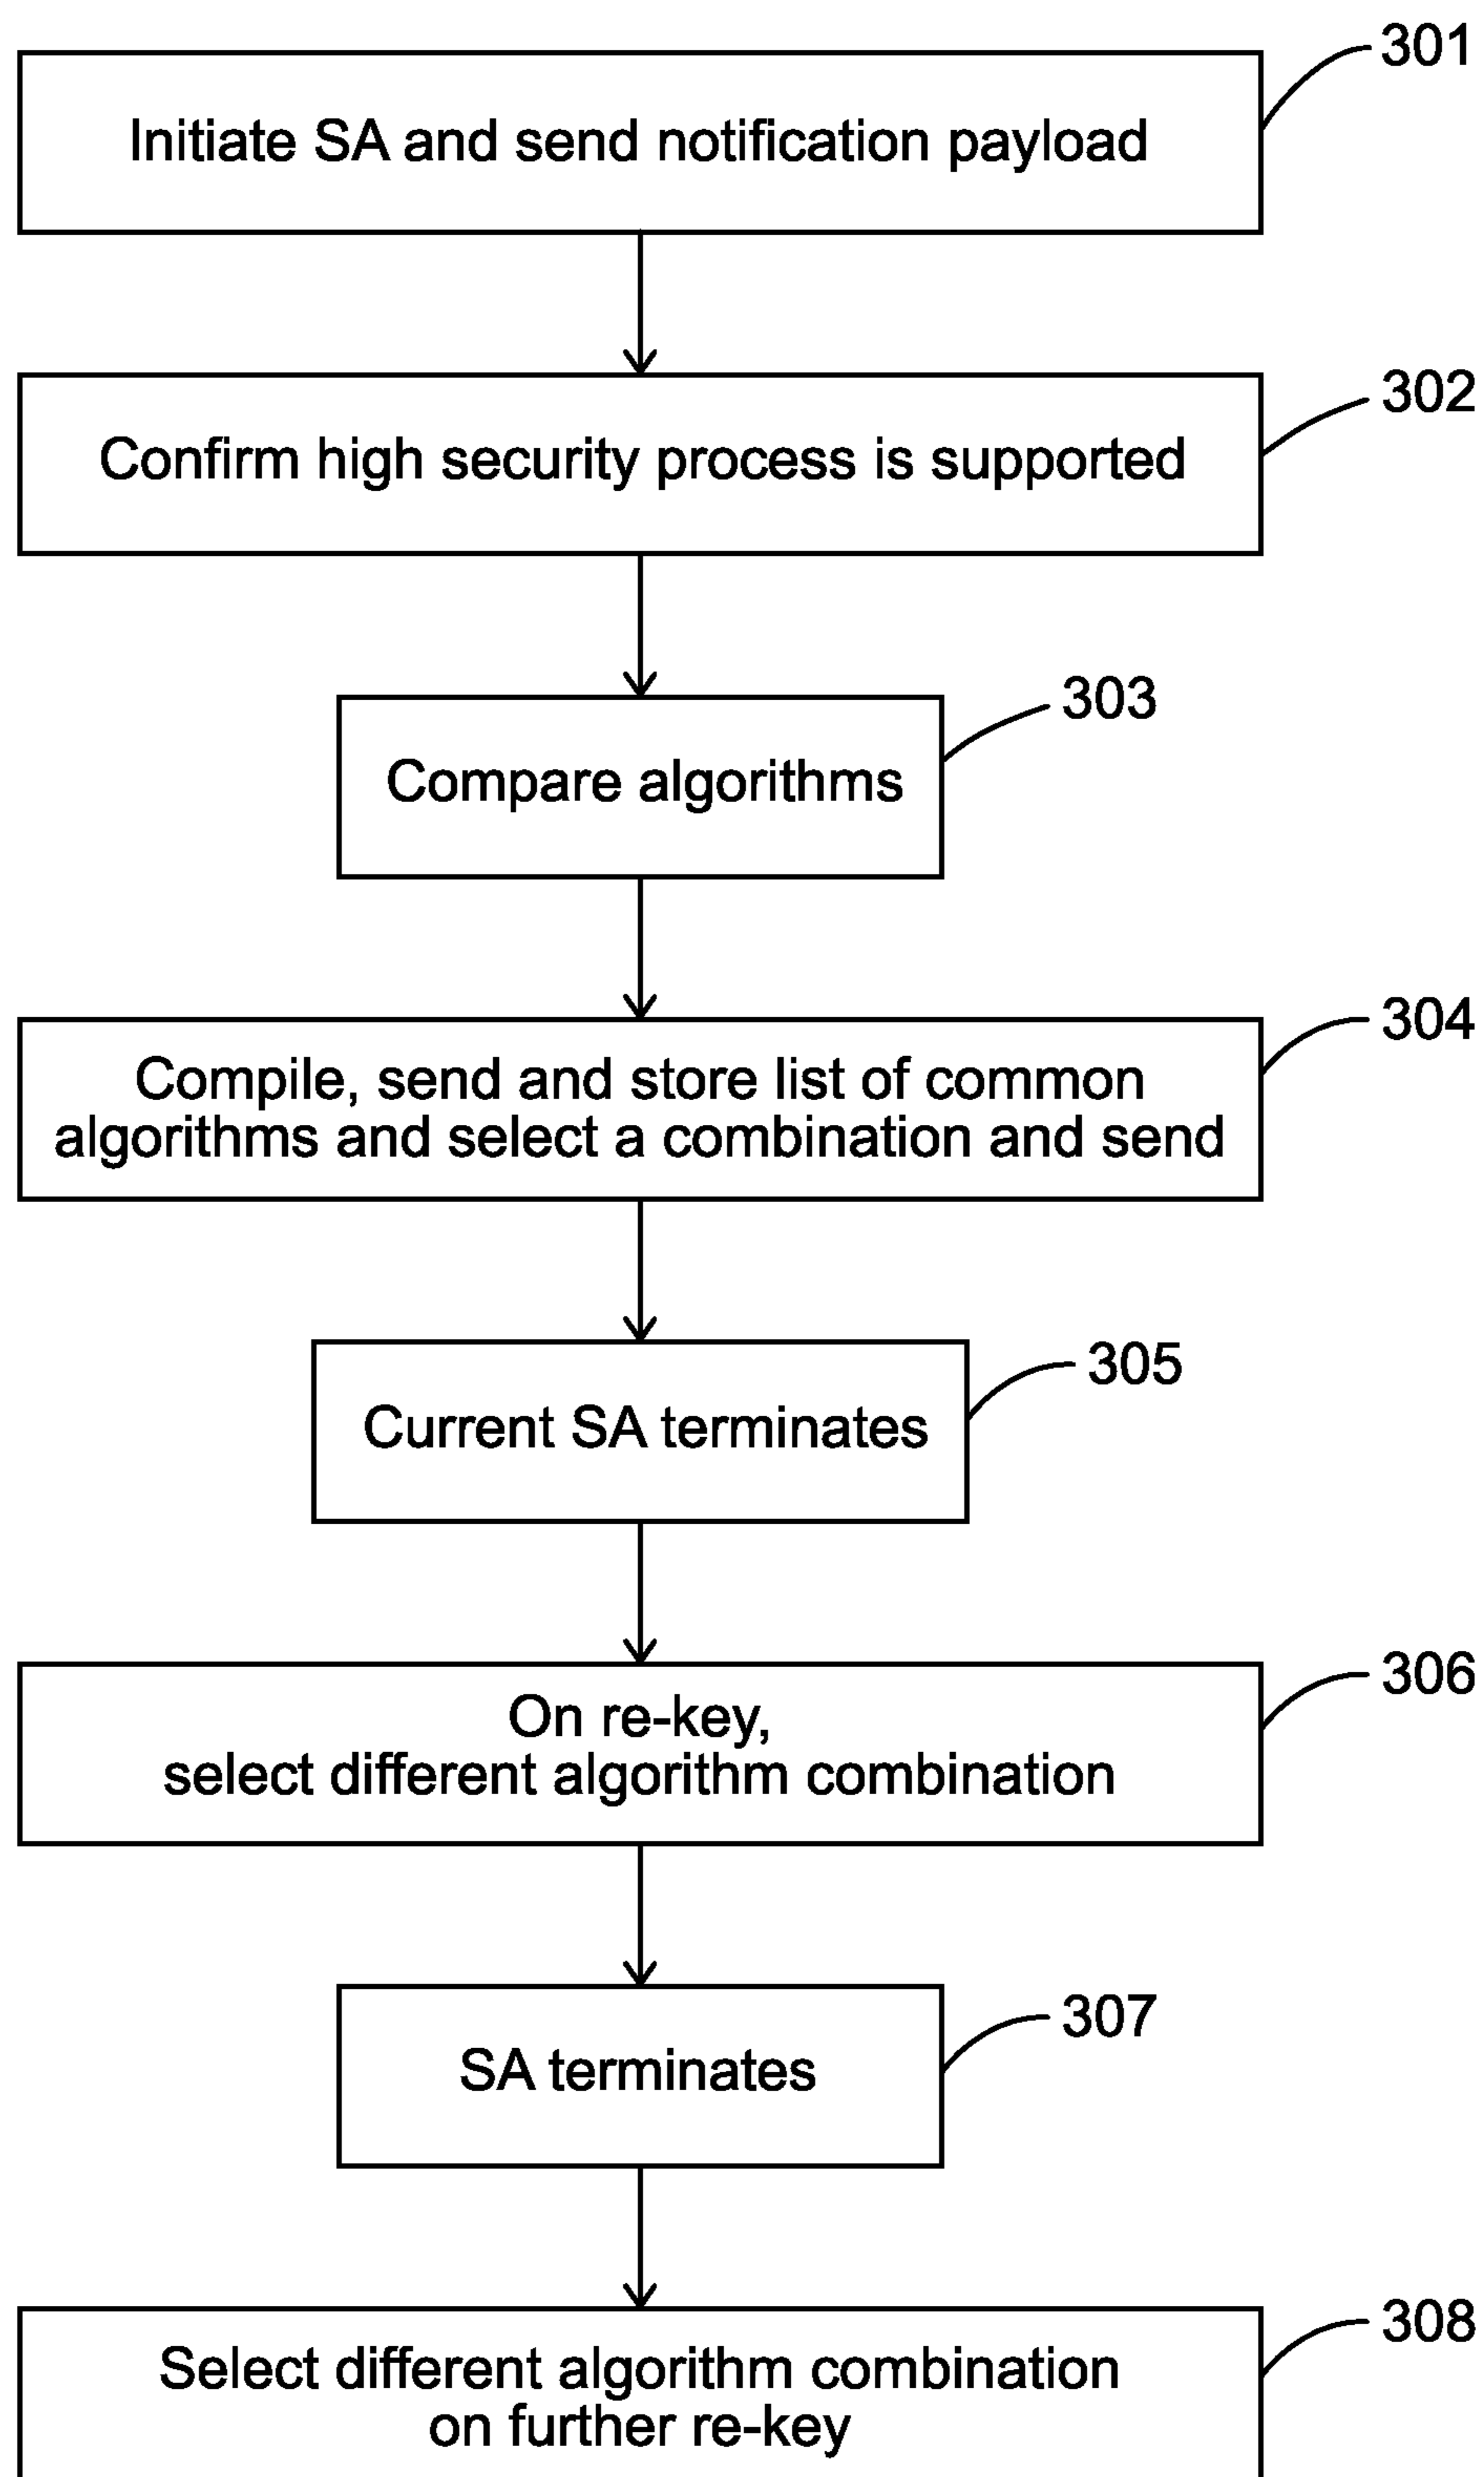 301
Initiate SA and send notification payload
302
Confirm high security process is supported
303
Compare algorithms
304
Compile, send and store list of common
algorithms and select a combination and send
305
Current SA terminates
306
On re-key,
select different algorithm combination
307
SA terminates
308
Select different algorithm combination
on further re-key